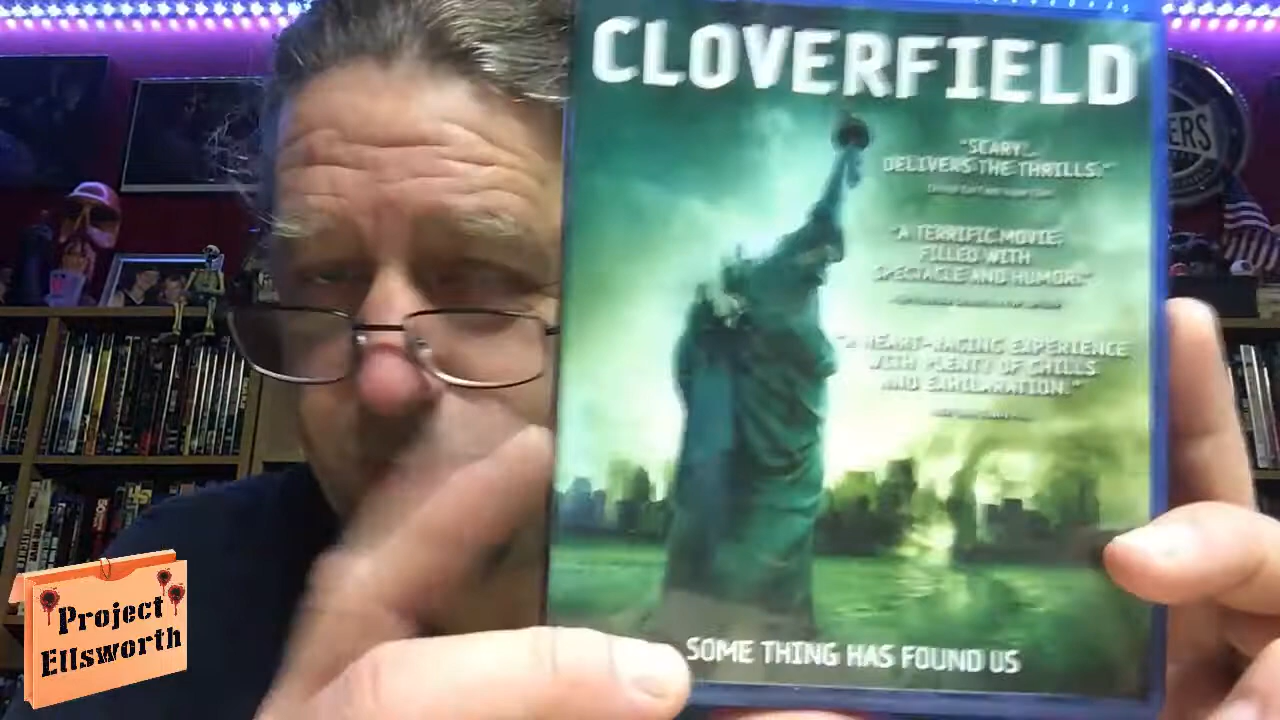 CLOVERFIELD
"SCARY!...
DELIVERS THE THRILLS."
"A TERRIFIC MOVIE,
FILLED WITH
SPECTACLE AND HUMOR."
"A HEART-RACING EXPERIENCE
WITH PLENTY OF CHILLS
AND EXHILARATION."
SOME THING HAS FOUND US
ERS
Project
Ellsworth